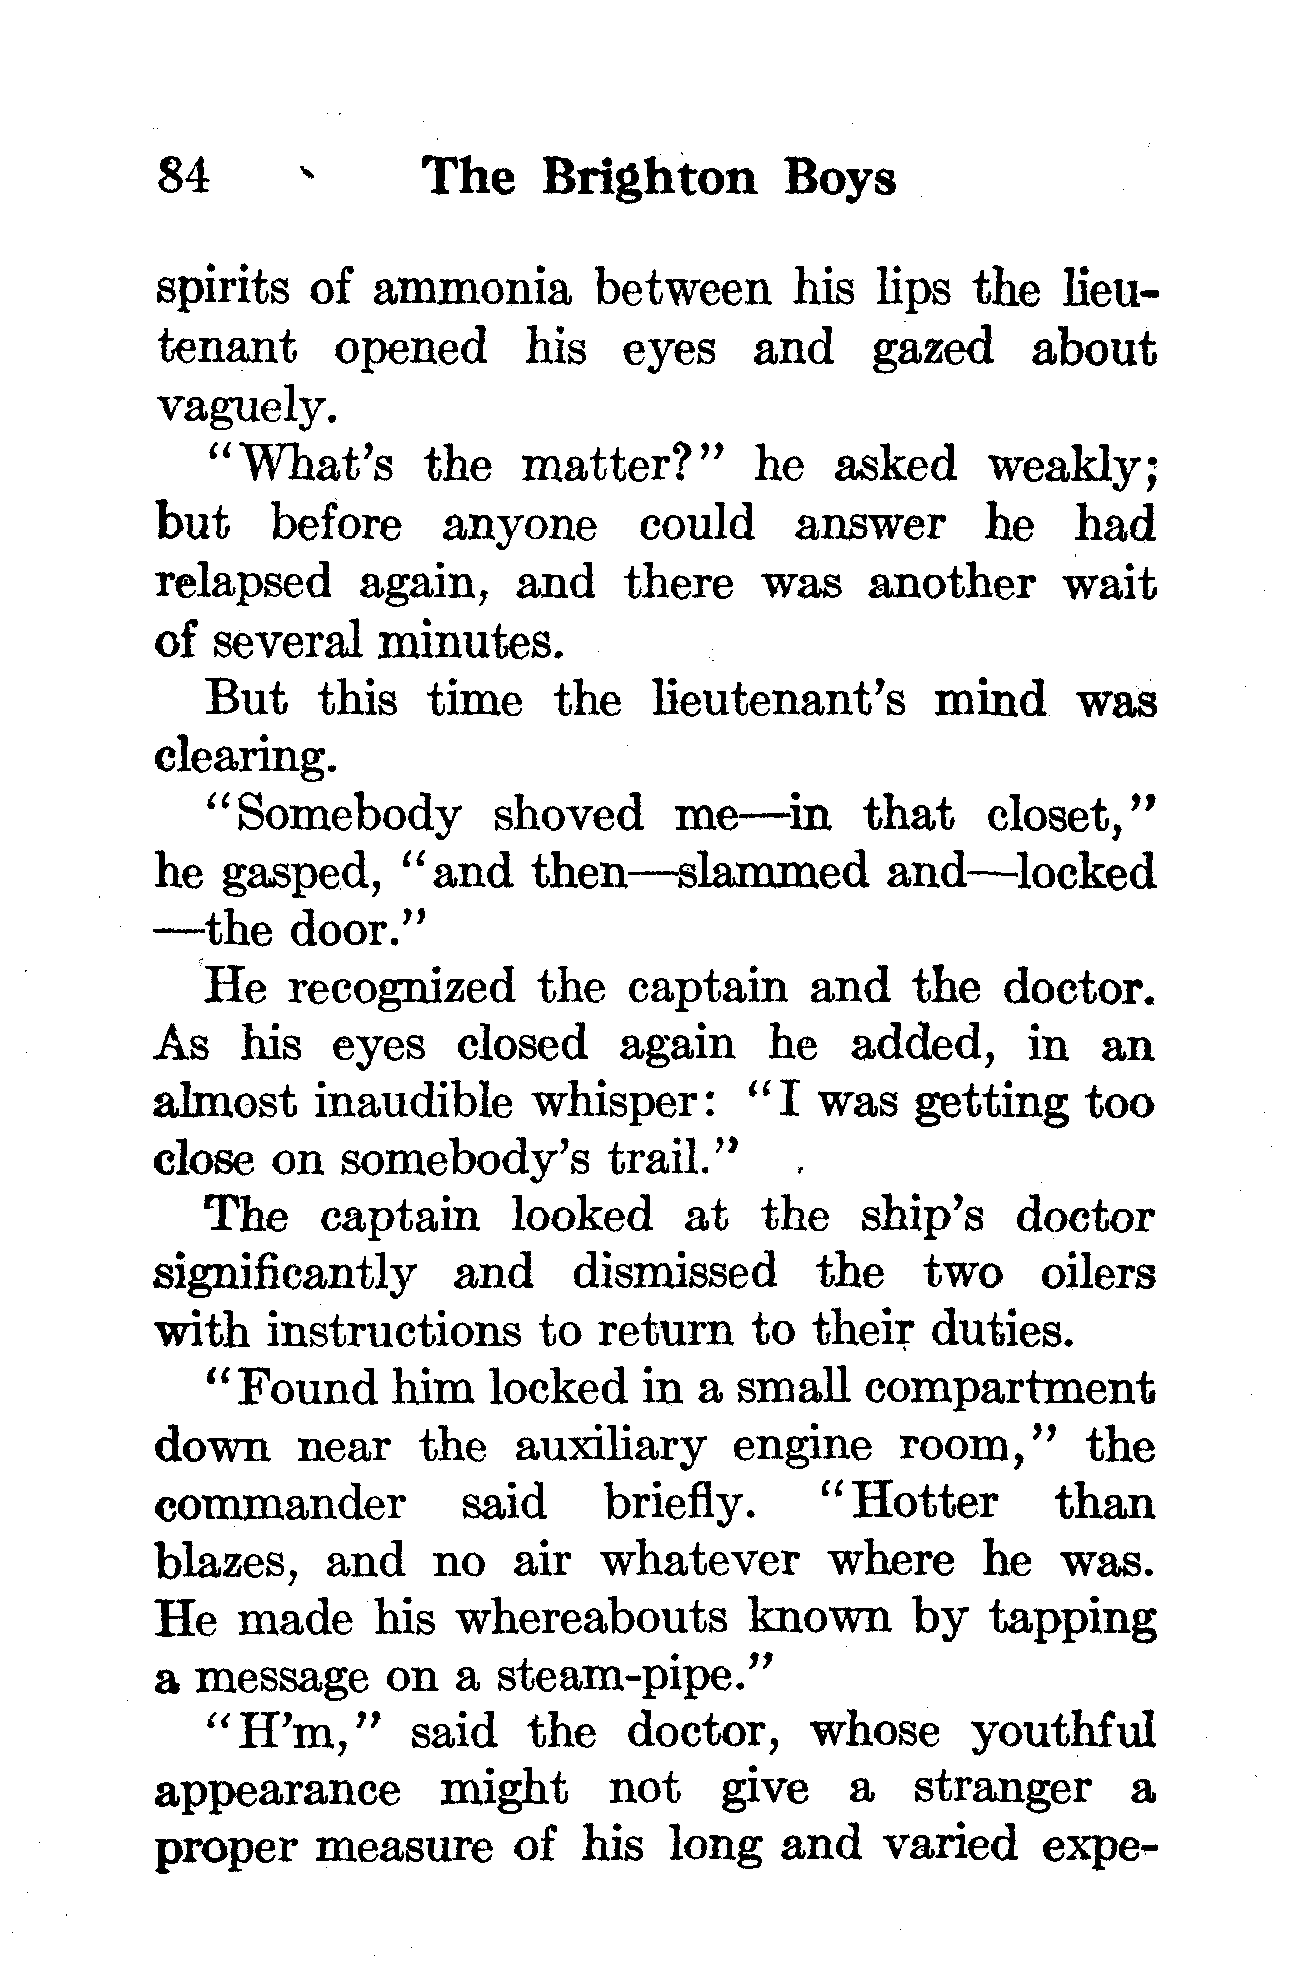 84 The Brighton Boys
spirits of ammonia between his lips the lieu-
tenant opened his eyes and gazed about
vaguely.
"What's the matter?" he asked weakly;
but before anyone could answer he had
relapsed again, and there was another wait
of several minutes.
But this time the lieutenant's mind was
clearing.
"Somebody shoved me—in that closet,"
he gasped, "and then—slammed and—locked
—the door."
He recognized the captain and the doctor.
As his eyes closed again he added, in an
almost inaudible whisper: "I was getting too
close on somebody's trail."
The captain looked at the ship's doctor
significantly and dismissed the two oilers
with instructions to return to their duties.
"Found him locked in a small compartment
down near the auxiliary engine room," the
commander said briefly. "Hotter than
blazes, and no air whatever where he was.
He made his whereabouts known by tapping
a message on a steam-pipe."
"H'm," said the doctor, whose youthful
appearance might not give a stranger a
proper measure of his long and varied expe-